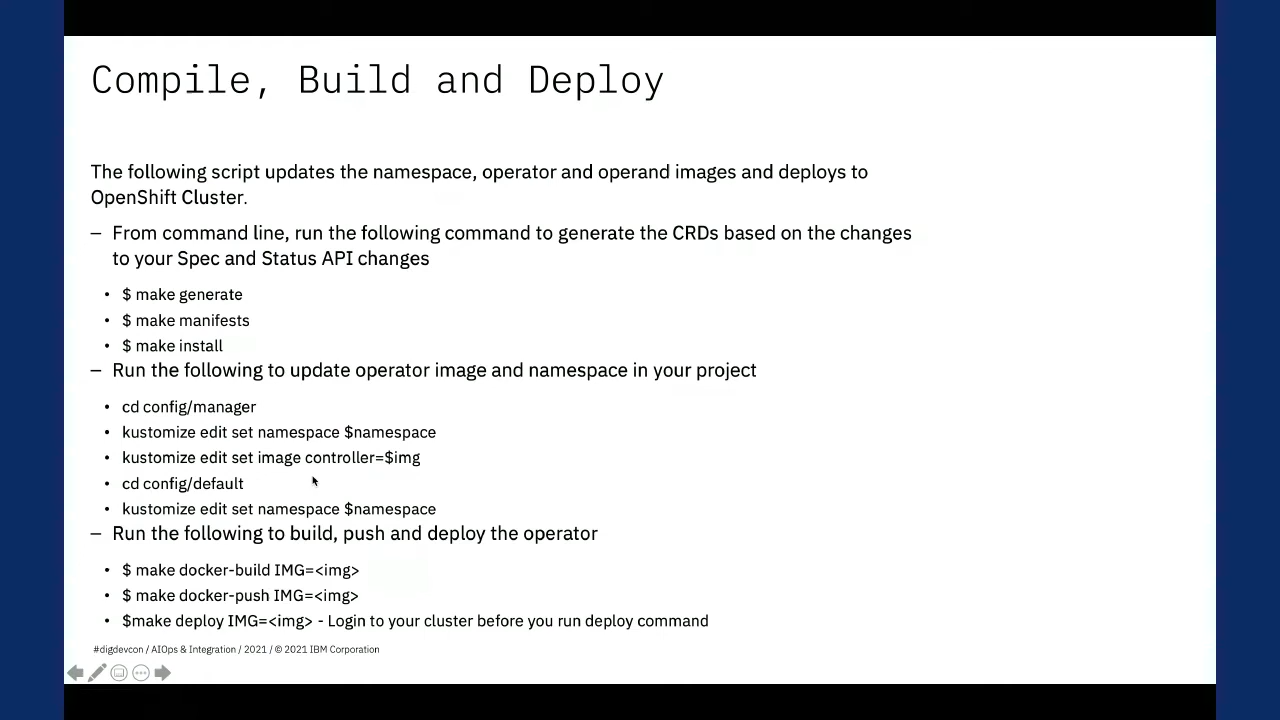 Compile, Build and Deploy
The following script updates the namespace, operator and operand images and deploys to
OpenShift Cluster.
– From command line, run the following command to generate the CRDs based on the changes
to your Spec and Status API changes
• $ make generate
• $ make manifests
• $ make install
– Run the following to update operator image and namespace in your project
• cd config/manager
• kustomize edit set namespace $namespace
• kustomize edit set image controller=$img
• cd config/default
• kustomize edit set namespace $namespace
– Run the following to build, push and deploy the operator
• $ make docker-build IMG=<img>
• $ make docker-push IMG=<img>
• $make deploy IMG=<img> - Login to your cluster before you run deploy command
#digdevcon / AIOps & Integration / 2021 / © 2021 IBM Corporation